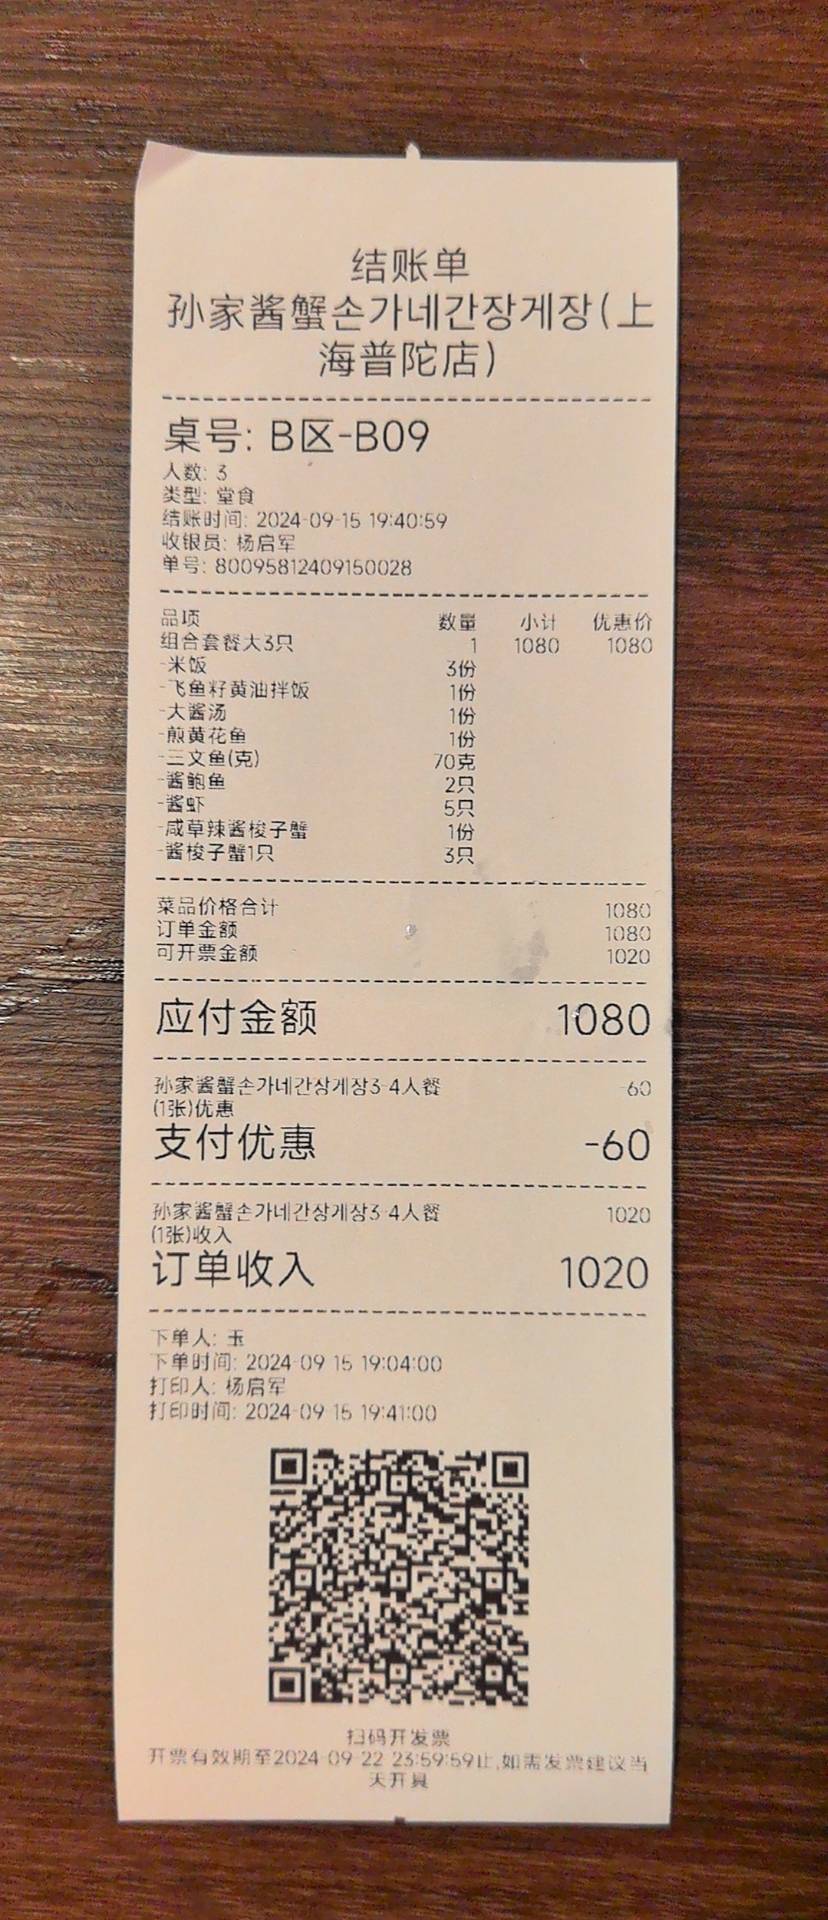 结账单
孙家酱蟹손가네간장게장(上
海普陀店)
桌号: B区-B09
人数: 3
类型: 堂食
结账时间: 2024-09-15 19:40:59
收银员: 杨启军
单号: 80095812409150028
品项 数量 小计 优惠价
组合套餐大3只 1 1080 1080
-米饭 3份
-飞鱼籽黄油拌饭 1份
-大酱汤 1份
-煎黄花鱼 1份
-三文鱼(克) 70克
-酱鲍鱼 2只
-酱虾 5只
-咸草辣酱梭子蟹 1份
-酱梭子蟹1只 3只
菜品价格合计 1080
订单金额 1080
可开票金额 1020
应付金额 1080
孙家酱蟹손가네간장게장3-4人餐 -60
(1张)优惠
支付优惠 -60
孙家酱蟹손가네간장게장3-4人餐 1020
(1张)收入
订单收入 1020
下单人: 玉
下单时间: 2024-09-15 19:04:00
打印人: 杨启军
打印时间: 2024-09-15 19:41:00
扫码开发票
开票有效期至2024-09-22 23:59:59止,如需发票建议当
天开具